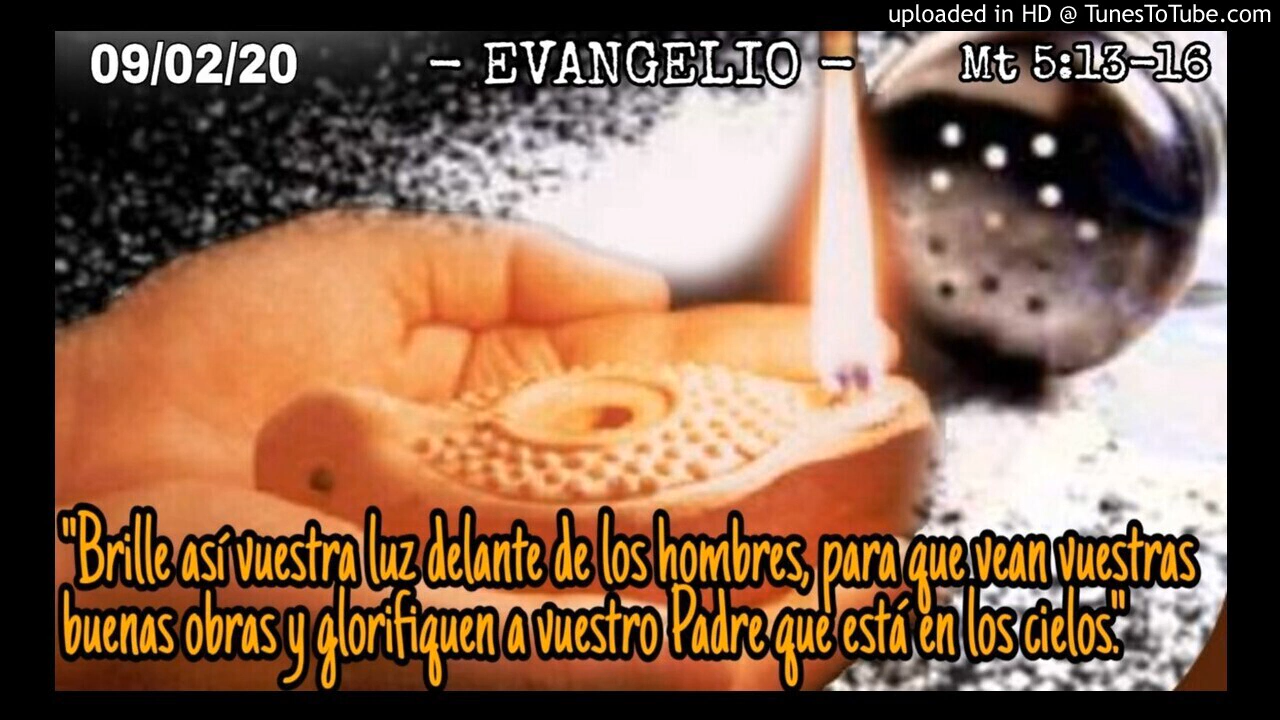 uploaded in HD @ TunesToTube.com
09/02/20 - EVANGELIO - Mt 5:13-16
"Brille así vuestra luz delante de los hombres, para que vean vuestras
buenas obras y glorifiquen a vuestro Padre que está en los cielos."